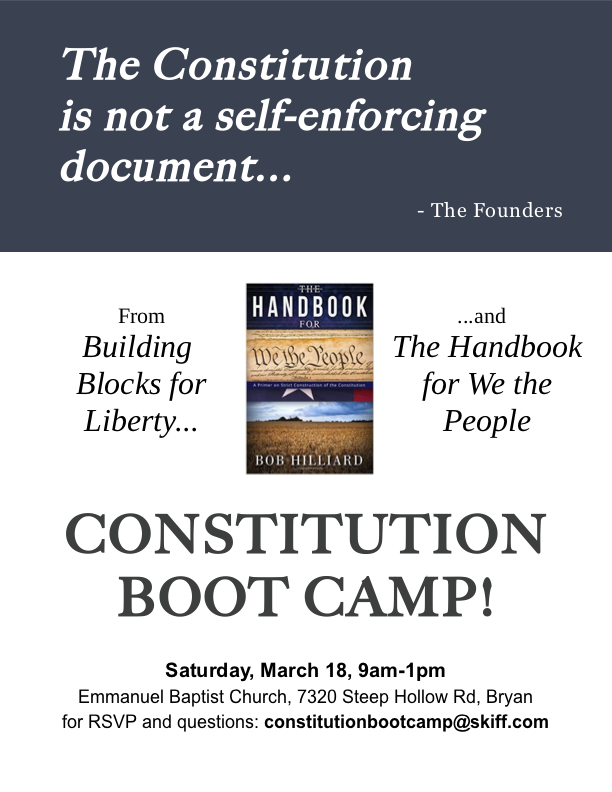 The Constitution
is not a self-enforcing
document...
- The Founders
From
Building
Blocks for
Liberty...
THE
HANDBOOK
FOR
We the People
A Primer on Strict Construction of the Constitution
BOB HILLIARD
...and
The Handbook
for We the
People
CONSTITUTION
BOOT CAMP!
Saturday, March 18, 9am-1pm
Emmanuel Baptist Church, 7320 Steep Hollow Rd, Bryan
for RSVP and questions: constitutionbootcamp@skiff.com